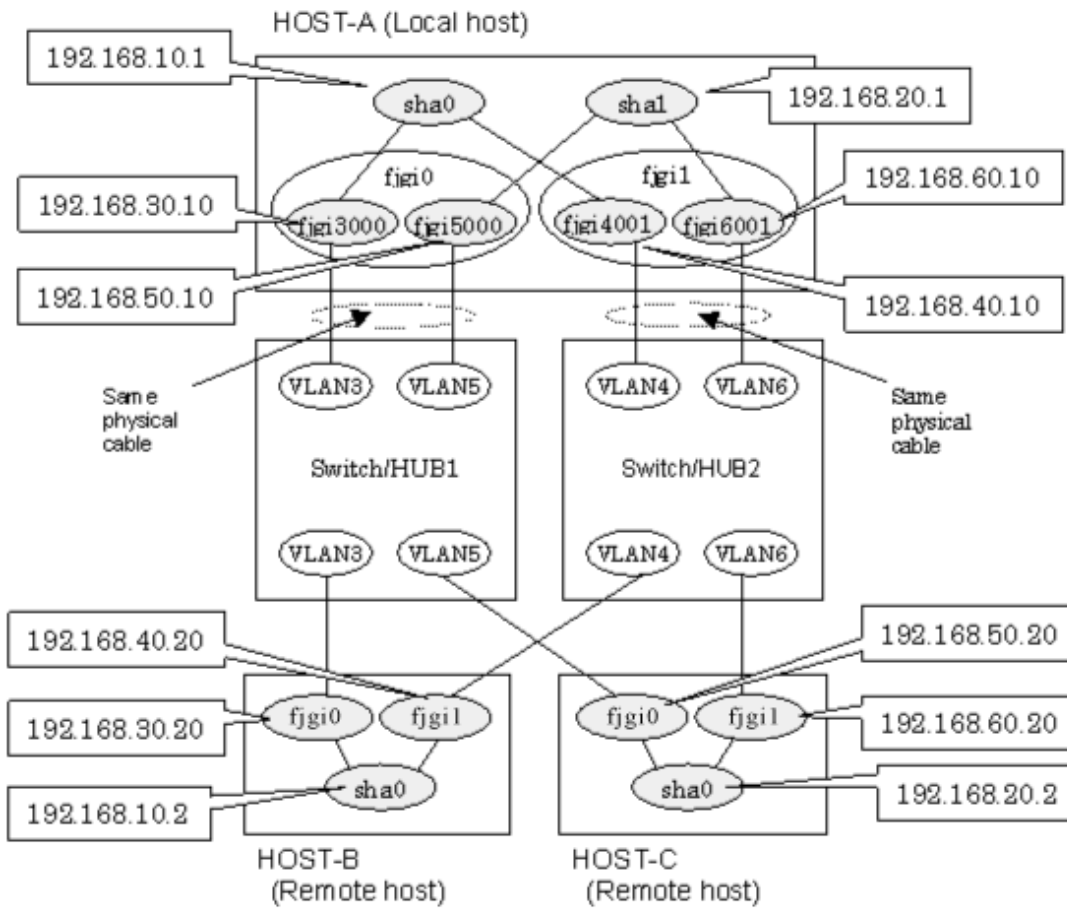 HOST-A (Local host)
192.168.10.1
sha0
sha1
192.168.20.1
fjgi0
fjgi1
192.168.30.10
fjgi3000
fjgi5000
fjgi4001
fjgi6001
192.168.60.10
192.168.50.10
192.168.40.10
Same
physical
cable
VLAN3
VLAN5
VLAN4
VLAN6
Same
physical
cable
Switch/HUB1
Switch/HUB2
VLAN3
VLAN5
VLAN4
VLAN6
192.168.40.20
192.168.50.20
192.168.30.20
fjgi0
fjgi1
fjgi0
fjgi1
192.168.60.20
192.168.10.2
sha0
sha0
192.168.20.2
HOST-B
(Remote host)
HOST-C
(Remote host)